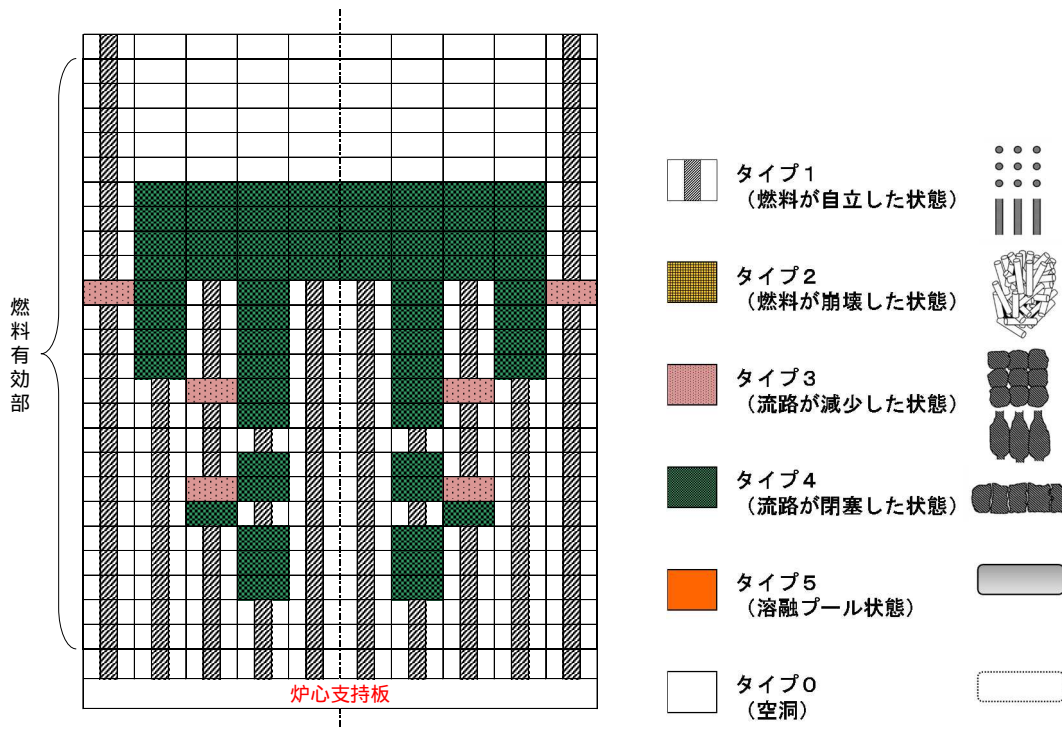 燃料有効部
炉心支持板
タイプ1
(燃料が自立した状態)
タイプ2
(燃料が崩壊した状態)
タイプ3
(流路が減少した状態)
タイプ4
(流路が閉塞した状態)
タイプ5
(溶融プール状態)
タイプ0
(空洞)